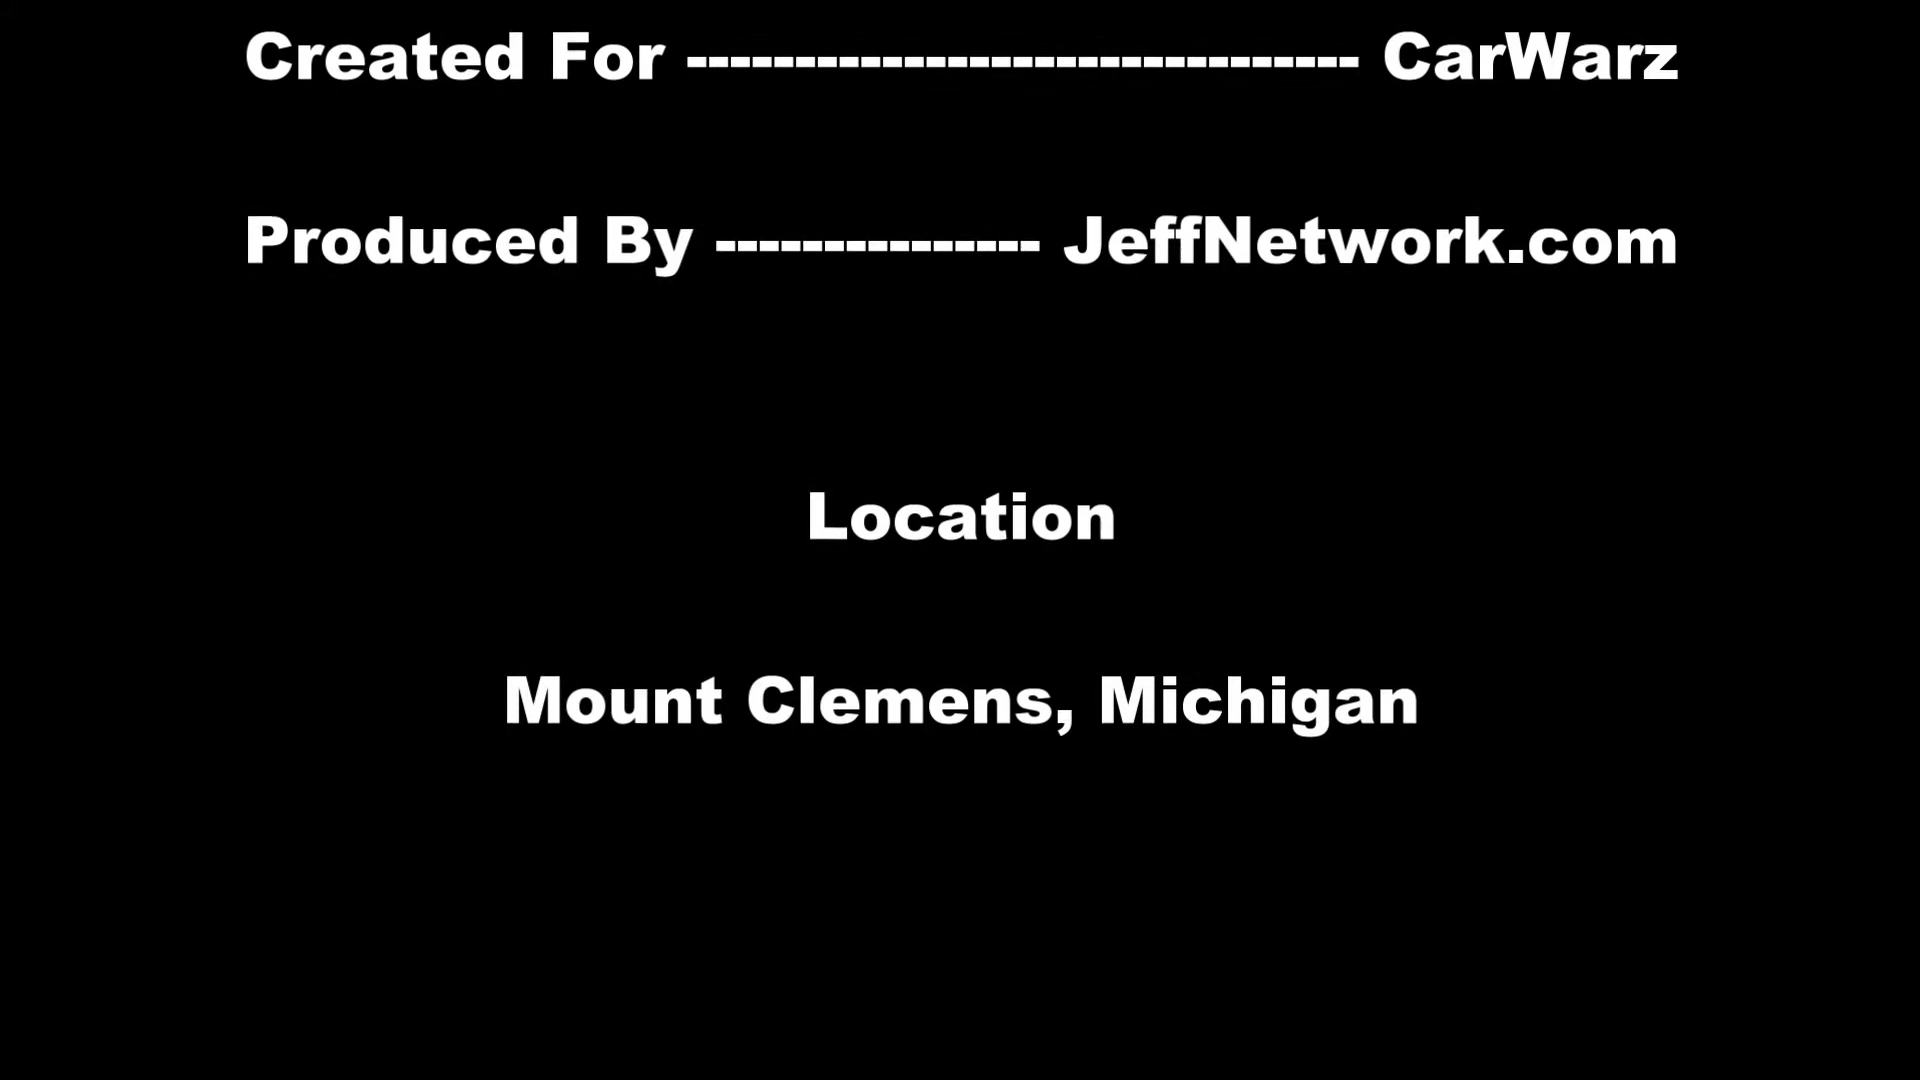 Created For ------------------------------- CarWarz
Produced By --------------- JeffNetwork.com
Location
Mount Clemens, Michigan